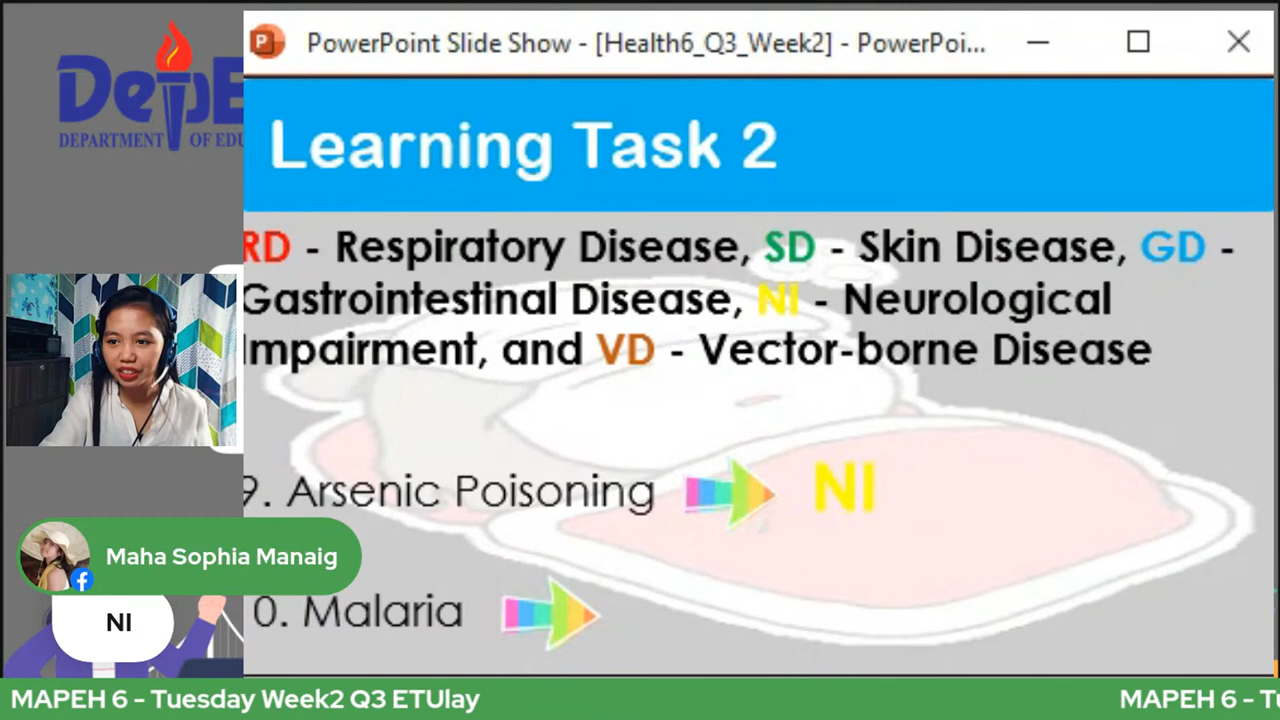 DepE
DEPARTMENT OF EDU
PowerPoint Slide Show - [Health6_Q3_Week2] - PowerPoi...
Learning Task 2
RD - Respiratory Disease, SD - Skin Disease, GD -
Gastrointestinal Disease, NI - Neurological
Impairment, and VD - Vector-borne Disease
9. Arsenic Poisoning NI
0. Malaria
Maha Sophia Manaig
NI
MAPEH 6 - Tuesday Week2 Q3 ETUlay
MAPEH 6 - Tu